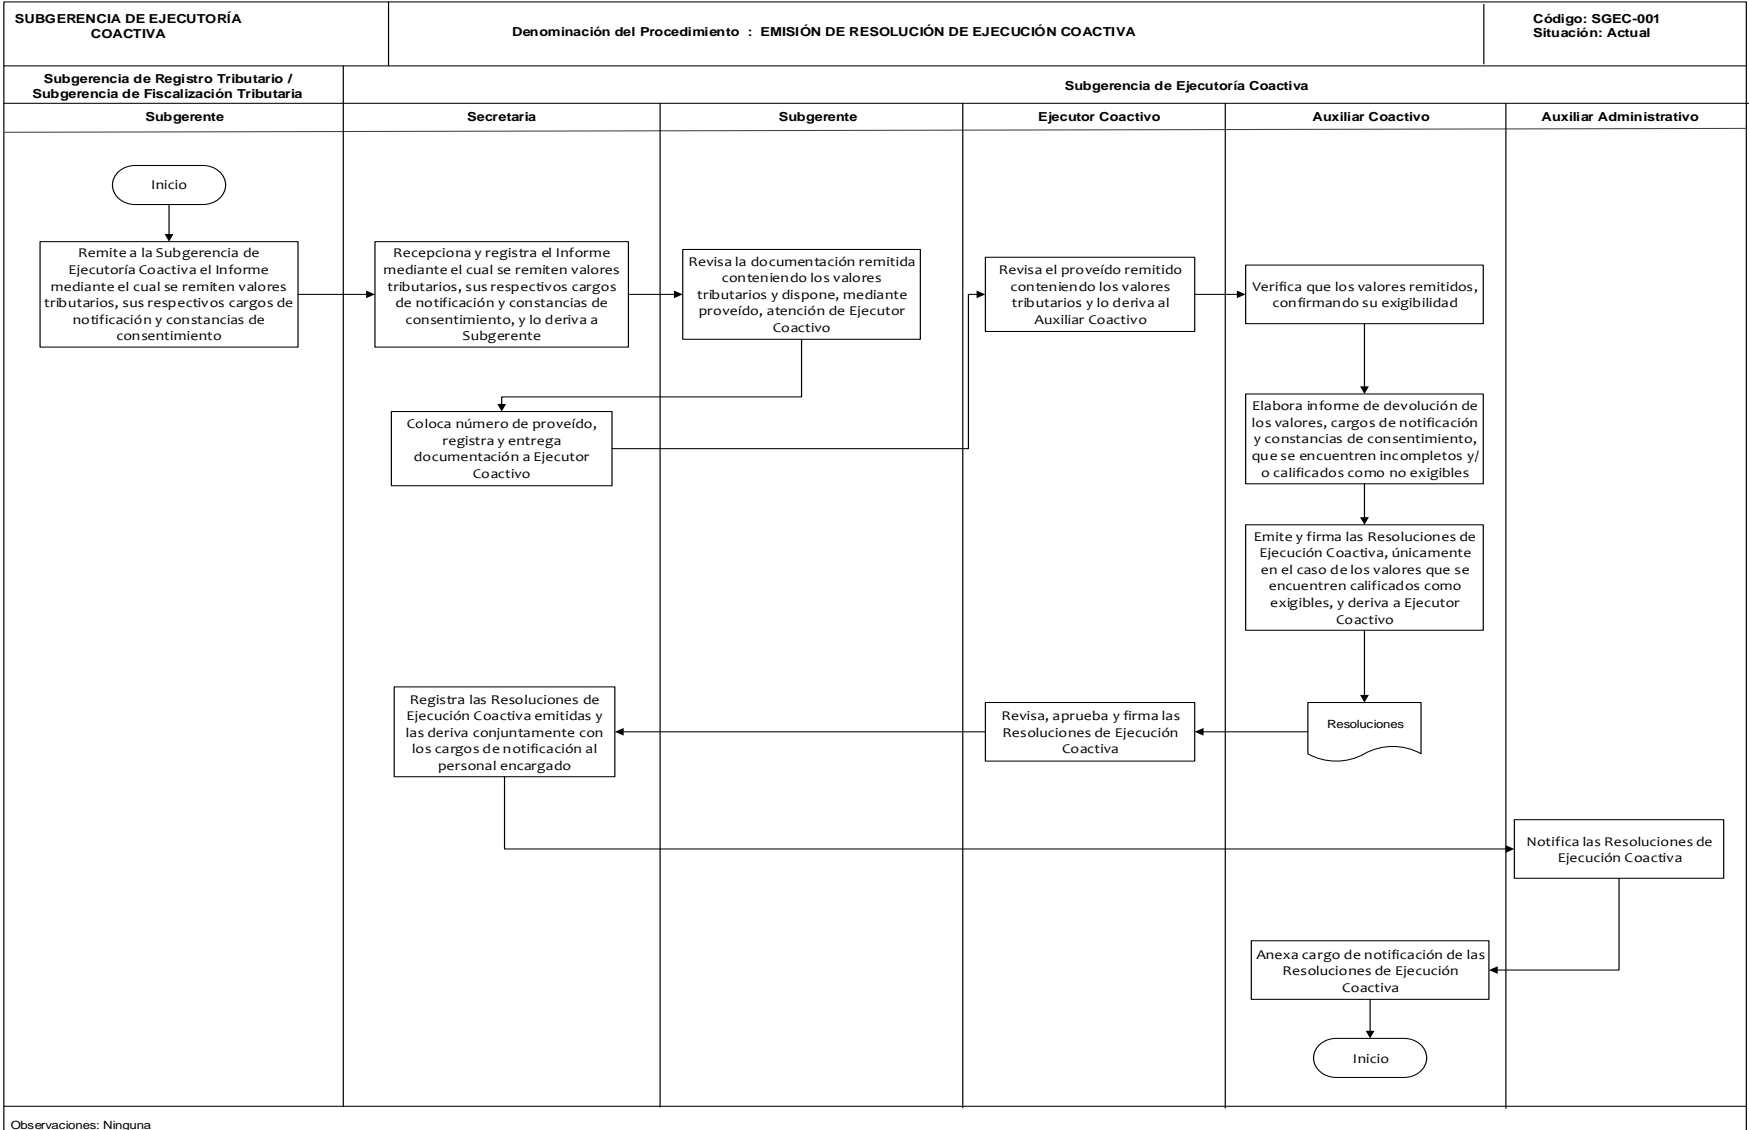 SUBGERENCIA DE EJECUTORÍA
COACTIVA
Denominación del Procedimiento : EMISIÓN DE RESOLUCIÓN DE EJECUCIÓN COACTIVA
Código: SGEC-001
Situación: Actual
Subgerencia de Registro Tributario /
Subgerencia de Fiscalización Tributaria
Subgerencia de Ejecutoría Coactiva
Subgerente
Secretaria
Subgerente
Ejecutor Coactivo
Auxiliar Coactivo
Auxiliar Administrativo
Inicio
Remite a la Subgerencia de
Ejecutoría Coactiva el Informe
mediante el cual se remiten valores
tributarios, sus respectivos cargos de
notificación y constancias de
consentimiento
Recepciona y registra el Informe
mediante el cual se remiten valores
tributarios, sus respectivos cargos
de notificación y constancias de
consentimiento, y lo deriva a
Subgerente
Revisa la documentación remitida
conteniendo los valores
tributarios y dispone, mediante
proveído, atención de Ejecutor
Coactivo
Coloca número de proveído,
registra y entrega
documentación a Ejecutor
Coactivo
Revisa el proveído remitido
conteniendo los valores
tributarios y lo deriva al
Auxiliar Coactivo
Verifica que los valores remitidos,
confirmando su exigibilidad
Elabora informe de devolución de
los valores, cargos de notificación
y constancias de consentimiento,
que se encuentren incompletos y/
o calificados como no exigibles
Emite y firma las Resoluciones de
Ejecución Coactiva, únicamente
en el caso de los valores que se
encuentren calificados como
exigibles, y deriva a Ejecutor
Coactivo
Resoluciones
Revisa, aprueba y firma las
Resoluciones de Ejecución
Coactiva
Registra las Resoluciones de
Ejecución Coactiva emitidas y
las deriva conjuntamente con
los cargos de notificación al
personal encargado
Notifica las Resoluciones de
Ejecución Coactiva
Anexa cargo de notificación de las
Resoluciones de Ejecución
Coactiva
Inicio
Observaciones: Ninguna